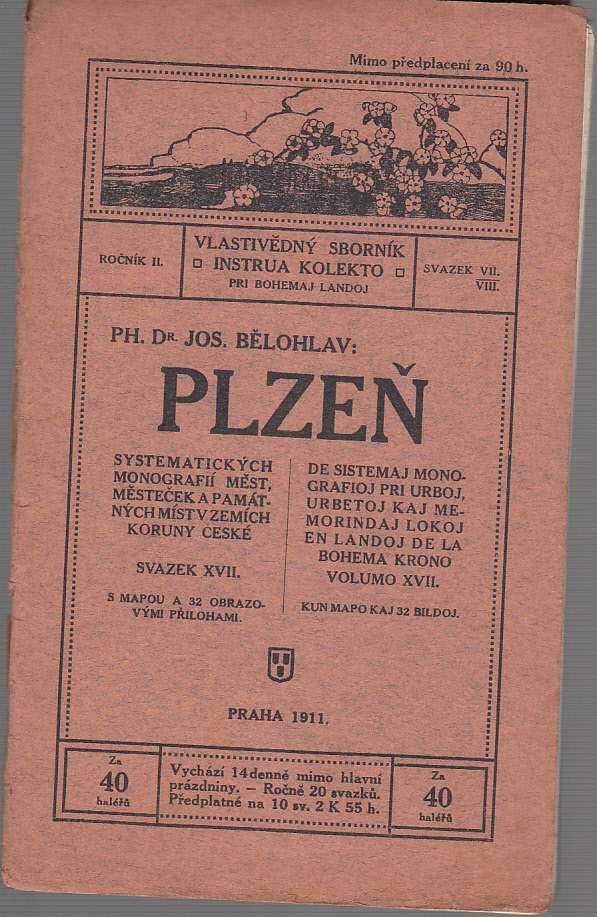 Mimo předplacení za 90 h.
ROČNÍK II.
VLASTIVĚDNÝ SBORNÍK
INSTRUA KOLEKTO
PRI BOHEMAJ LANDOJ
SVAZEK VII.
VIII.
PH. DR. JOS. BĚLOHLAV:
PLZEŇ
SYSTEMATICKÝCH
MONOGRAFIÍ MĚST,
MĚSTEČEK A PAMÁT-
NÝCH MÍST V ZEMÍCH
KORUNY ČESKÉ
SVAZEK XVII.
S MAPOU A 32 OBRAZO-
VÝMI PŘILOHAMI.
DE SISTEMAJ MONO-
GRAFIOJ PRI URBOJ,
URBETOJ KAJ ME-
MORINDAJ LOKOJ
EN LANDOJ DE LA
BOHEMA KRONO
VOLUMO XVII.
KUN MAPO KAJ 32 BILDOJ.
PRAHA 1911.
Za
40
haléřů
Vychází 14denně mimo hlavní
prázdniny. — Ročně 20 svazků.
Předplatné na 10 sv. 2 K 55 h.
Za
40
haléřů